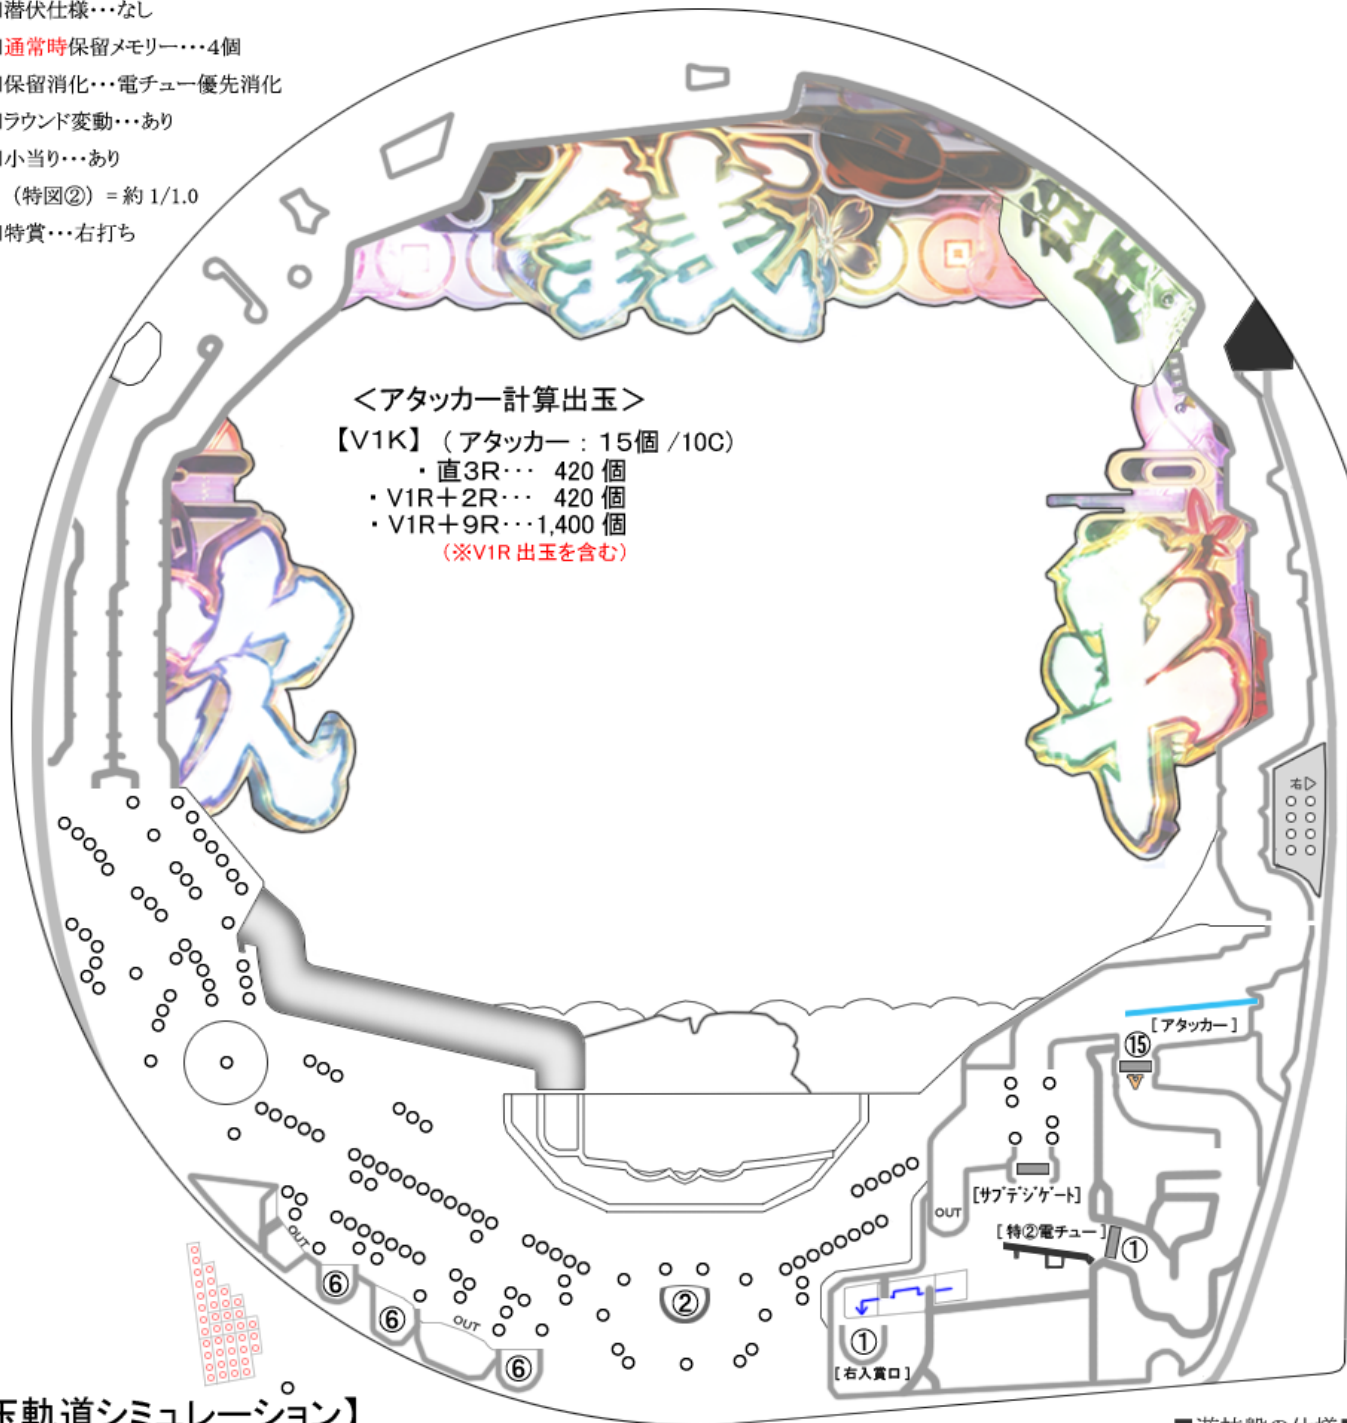 潜伏仕様･･･なし
通常時保留メモリー･･･4個
保留消化･･･電チュー優先消化
ラウンド変動･･･あり
小当り･･･あり
（特図②）＝約 1/1.0
特賞･･･右打ち
銭
＜アタッカー計算出玉＞
【V1K】（アタッカー：15個 /10C）
・直3R･･･ 420 個
・V1R＋2R･･･ 420 個
・V1R＋9R･･･1,400 個
（※V1R 出玉を含む）
右▷
[アタッカー]
⑮
V
[サブデジゲート]
OUT
[特②電チュー]
①
OUT
⑥
⑥
OUT
⑥
②
①
[右入賞口]
玉軌道シミュレーション】